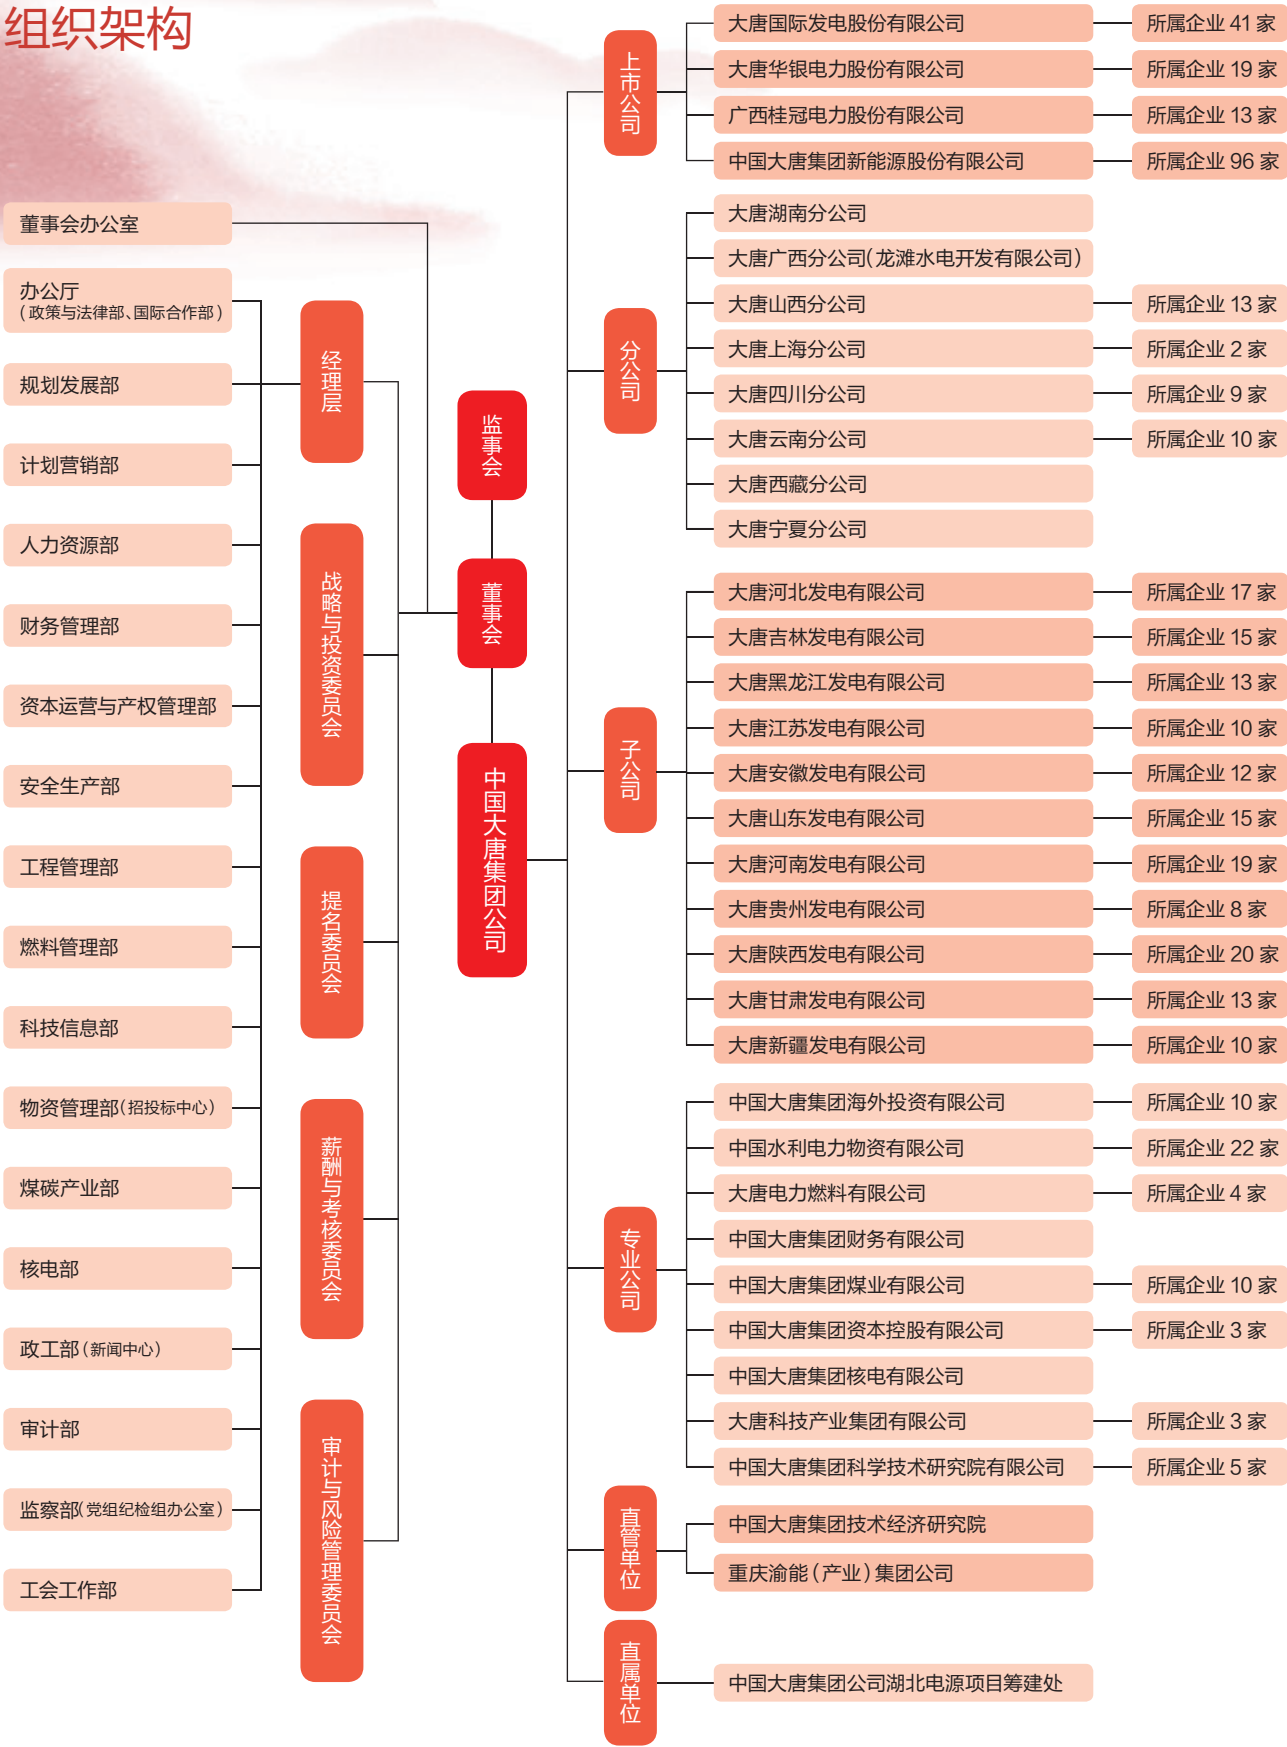 组织架构
董事会办公室
办公厅
（政策与法律部、国际合作部）
规划发展部
计划营销部
人力资源部
财务管理部
资本运营与产权管理部
安全生产部
工程管理部
燃料管理部
科技信息部
物资管理部（招投标中心）
煤碳产业部
核电部
政工部（新闻中心）
审计部
监察部（党组纪检组办公室）
工会工作部
经理层
战略与投资委员会
提名委员会
薪酬与考核委员会
审计与风险管理委员会
监事会
董事会
中国大唐集团公司
上市公司
大唐国际发电股份有限公司
所属企业 41 家
大唐华银电力股份有限公司
所属企业 19 家
广西桂冠电力股份有限公司
所属企业 13 家
中国大唐集团新能源股份有限公司
所属企业 96 家
分公司
大唐湖南分公司
大唐广西分公司（龙滩水电开发有限公司）
大唐山西分公司
所属企业 13 家
大唐上海分公司
所属企业 2 家
大唐四川分公司
所属企业 9 家
大唐云南分公司
所属企业 10 家
大唐西藏分公司
大唐宁夏分公司
子公司
大唐河北发电有限公司
所属企业 17 家
大唐吉林发电有限公司
所属企业 15 家
大唐黑龙江发电有限公司
所属企业 13 家
大唐江苏发电有限公司
所属企业 10 家
大唐安徽发电有限公司
所属企业 12 家
大唐山东发电有限公司
所属企业 15 家
大唐河南发电有限公司
所属企业 19 家
大唐贵州发电有限公司
所属企业 8 家
大唐陕西发电有限公司
所属企业 20 家
大唐甘肃发电有限公司
所属企业 13 家
大唐新疆发电有限公司
所属企业 10 家
专业公司
中国大唐集团海外投资有限公司
所属企业 10 家
中国水利电力物资有限公司
所属企业 22 家
大唐电力燃料有限公司
所属企业 4 家
中国大唐集团财务有限公司
中国大唐集团煤业有限公司
所属企业 10 家
中国大唐集团资本控股有限公司
所属企业 3 家
中国大唐集团核电有限公司
大唐科技产业集团有限公司
所属企业 3 家
中国大唐集团科学技术研究院有限公司
所属企业 5 家
直管单位
中国大唐集团技术经济研究院
重庆渝能（产业）集团公司
直属单位
中国大唐集团公司湖北电源项目筹建处